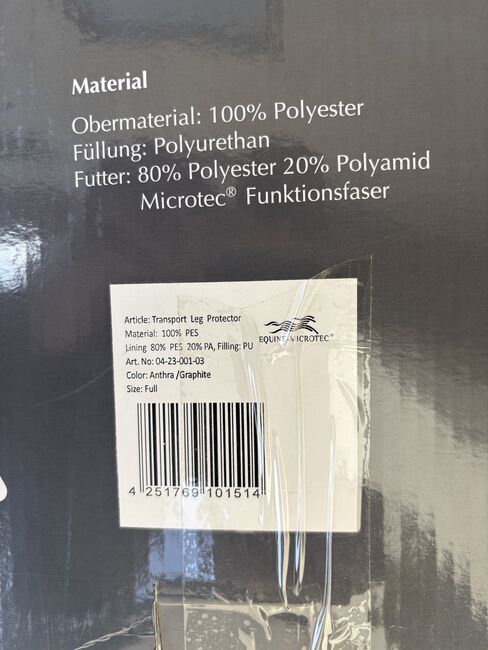 Material
Obermaterial: 100% Polyester
Füllung: Polyurethan
Futter: 80% Polyester 20% Polyamid
Microtec® Funktionsfaser
Article: Transport Leg Protector
Material: 100% PES
Lining 80% PES 20% PA, Filling: PU
Art. No: 04-23-001-03
Color: Anthra /Graphite
Size: Full
EQUINE-MICROTEC®
4 251769 101514